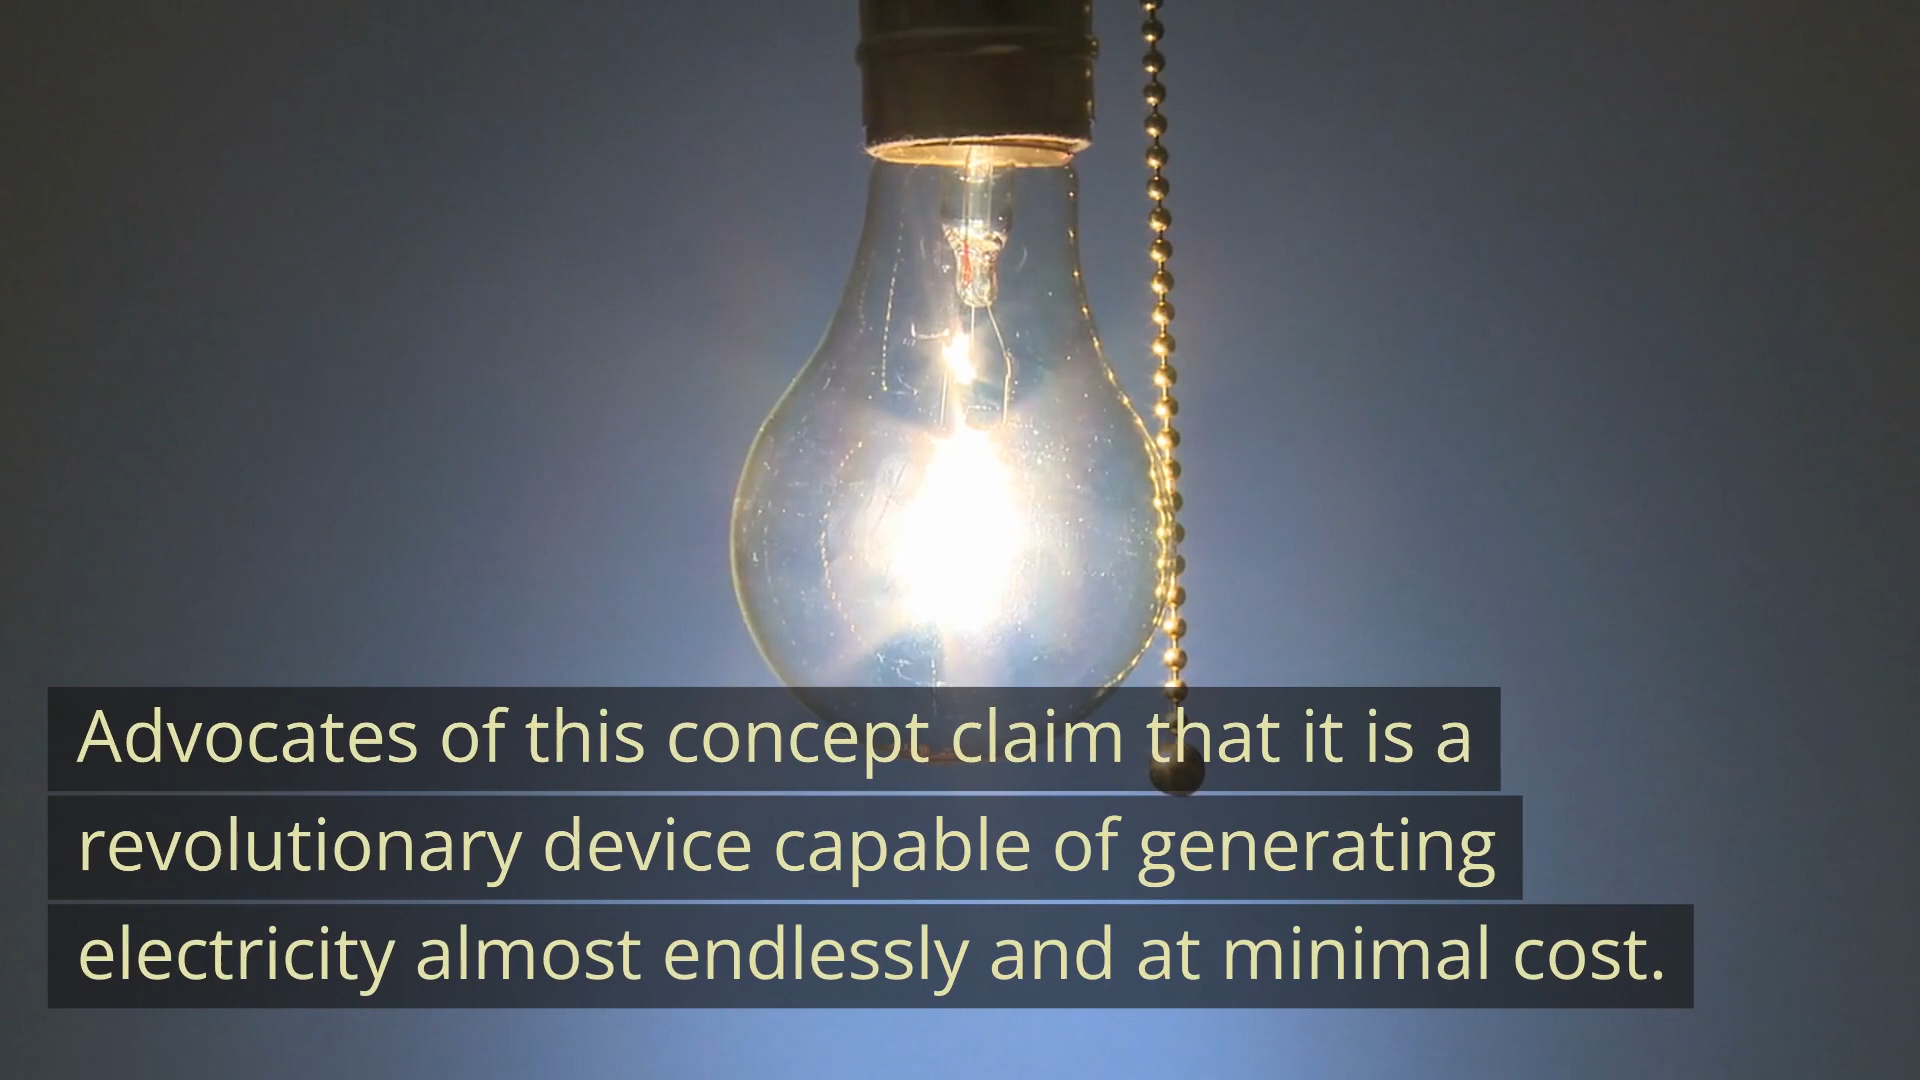 Advocates of this concept claim that it is a
revolutionary device capable of generating
electricity almost endlessly and at minimal cost.